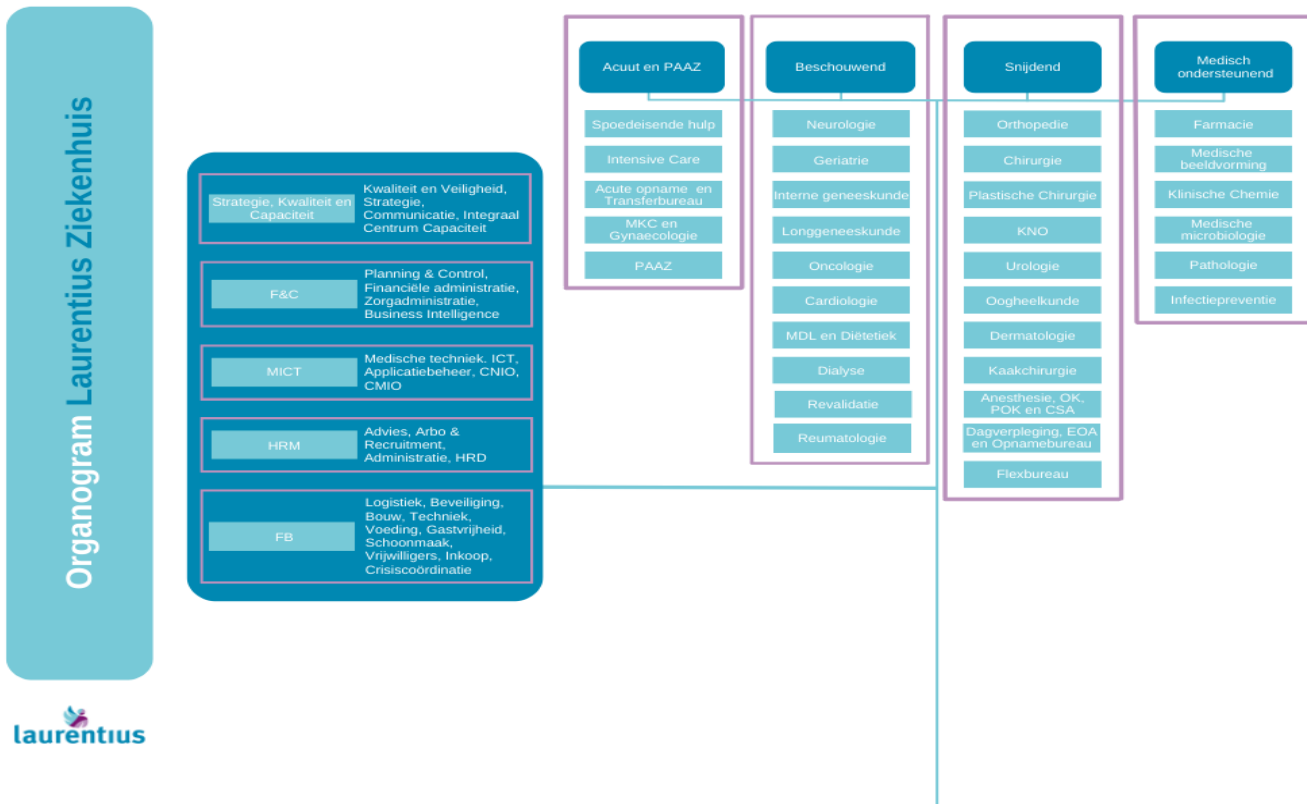 Organogram Laurentius Ziekenhuis
laurentius
Strategie, Kwaliteit en
Capaciteit
Kwaliteit en Veiligheid,
Strategie,
Communicatie, Integraal
Centrum Capaciteit
F&C
Planning & Control,
Financiële administratie,
Zorgadministratie,
Business Intelligence
MICT
Medische techniek. ICT,
Applicatiebeheer, CNIO,
CMIO
HRM
Advies, Arbo &
Recruitment,
Administratie, HRD
FB
Logistiek, Beveiliging,
Bouw, Techniek,
Voeding, Gastvrijheid,
Schoonmaak,
Vrijwilligers, Inkoop,
Crisiscoördinatie
Acuut en PAAZ
Spoedeisende hulp
Intensive Care
Acute opname en
Transferbureau
MKC en
Gynaecologie
PAAZ
Beschouwend
Neurologie
Geriatrie
Interne geneeskunde
Longgeneeskunde
Oncologie
Cardiologie
MDL en Diëtetiek
Dialyse
Revalidatie
Reumatologie
Snijdend
Orthopedie
Chirurgie
Plastische Chirurgie
KNO
Urologie
Oogheelkunde
Dermatologie
Kaakchirurgie
Anesthesie, OK,
POK en CSA
Dagverpleging, EOA
en Opnamebureau
Flexbureau
Medisch
ondersteunend
Farmacie
Medische
beeldvorming
Klinische Chemie
Medische
microbiologie
Pathologie
Infectiepreventie